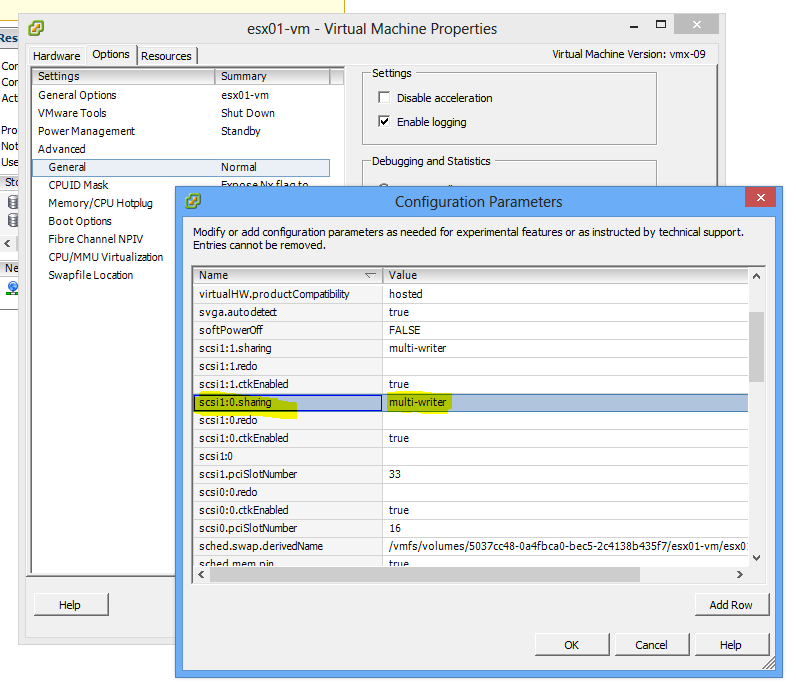 Res
esx01-vm - Virtual Machine Properties
Hardware Options Resources
Virtual Machine Version: vmx-09
Con
Con
Act
Pro
Not
Use
Sto
Ne
Settings Summary
General Options esx01-vm
VMware Tools Shut Down
Power Management Standby
Advanced
General Normal
CPUID Mask Expose Nx flag to
Memory/CPU Hotplug
Boot Options
Fibre Channel NPIV
CPU/MMU Virtualization
Swapfile Location
Settings
Disable acceleration
Enable logging
Debugging and Statistics
Help
Configuration Parameters
Modify or add configuration parameters as needed for experimental features or as instructed by technical support.
Entries cannot be removed.
Name Value
virtualHW.productCompatibility hosted
svga.autodetect true
softPowerOff FALSE
scsi1:1.sharing multi-writer
scsi1:1.redo
scsi1:1.ctkEnabled true
scsi1:0.sharing multi-writer
scsi1:0.redo
scsi1:0.ctkEnabled true
scsi1:0
scsi1.pciSlotNumber 33
scsi0:0.redo
scsi0:0.ctkEnabled true
scsi0.pciSlotNumber 16
sched.swap.derivedName /vmfs/volumes/5037cc48-0a4fbca0-bec5-2c4138b435f7/esx01-vm/esx0
sched.mem.pin true
Add Row
OK Cancel Help